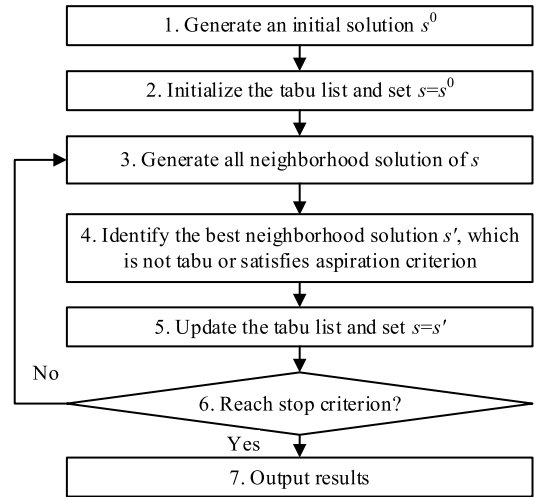 1. Generate an initial solution s⁰
2. Initialize the tabu list and set s=s⁰
3. Generate all neighborhood solution of s
4. Identify the best neighborhood solution s′, which
is not tabu or satisfies aspiration criterion
5. Update the tabu list and set s=s′
No
6. Reach stop criterion?
Yes
7. Output results